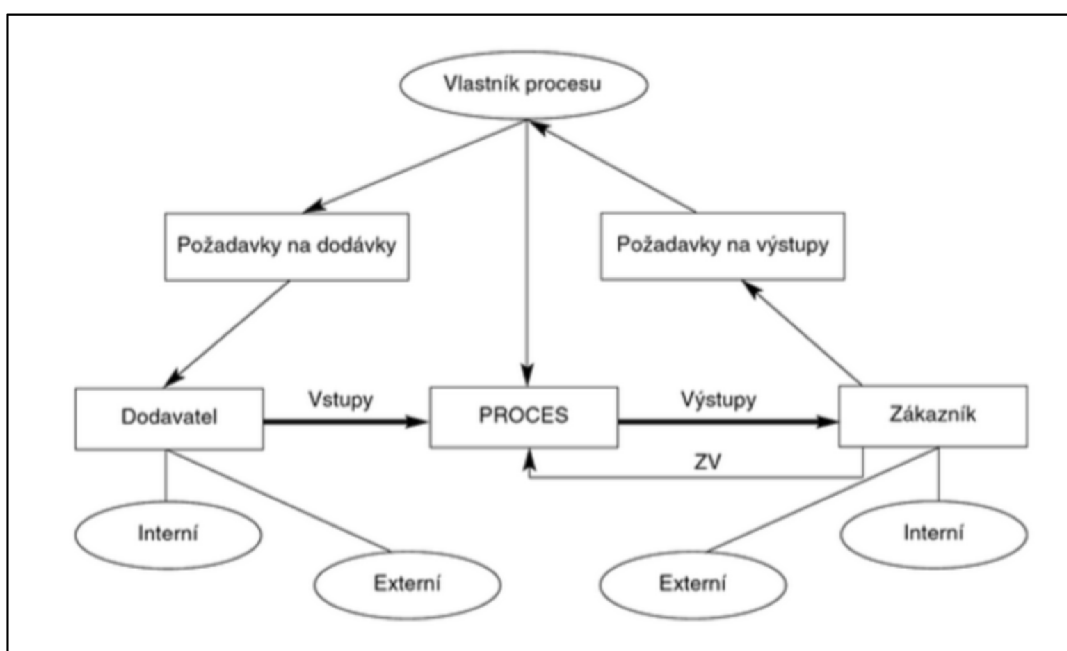 Vlastník procesu
Požadavky na dodávky
Požadavky na výstupy
Dodavatel
Vstupy
PROCES
Výstupy
Zákazník
ZV
Interní
Externí
Externí
Interní